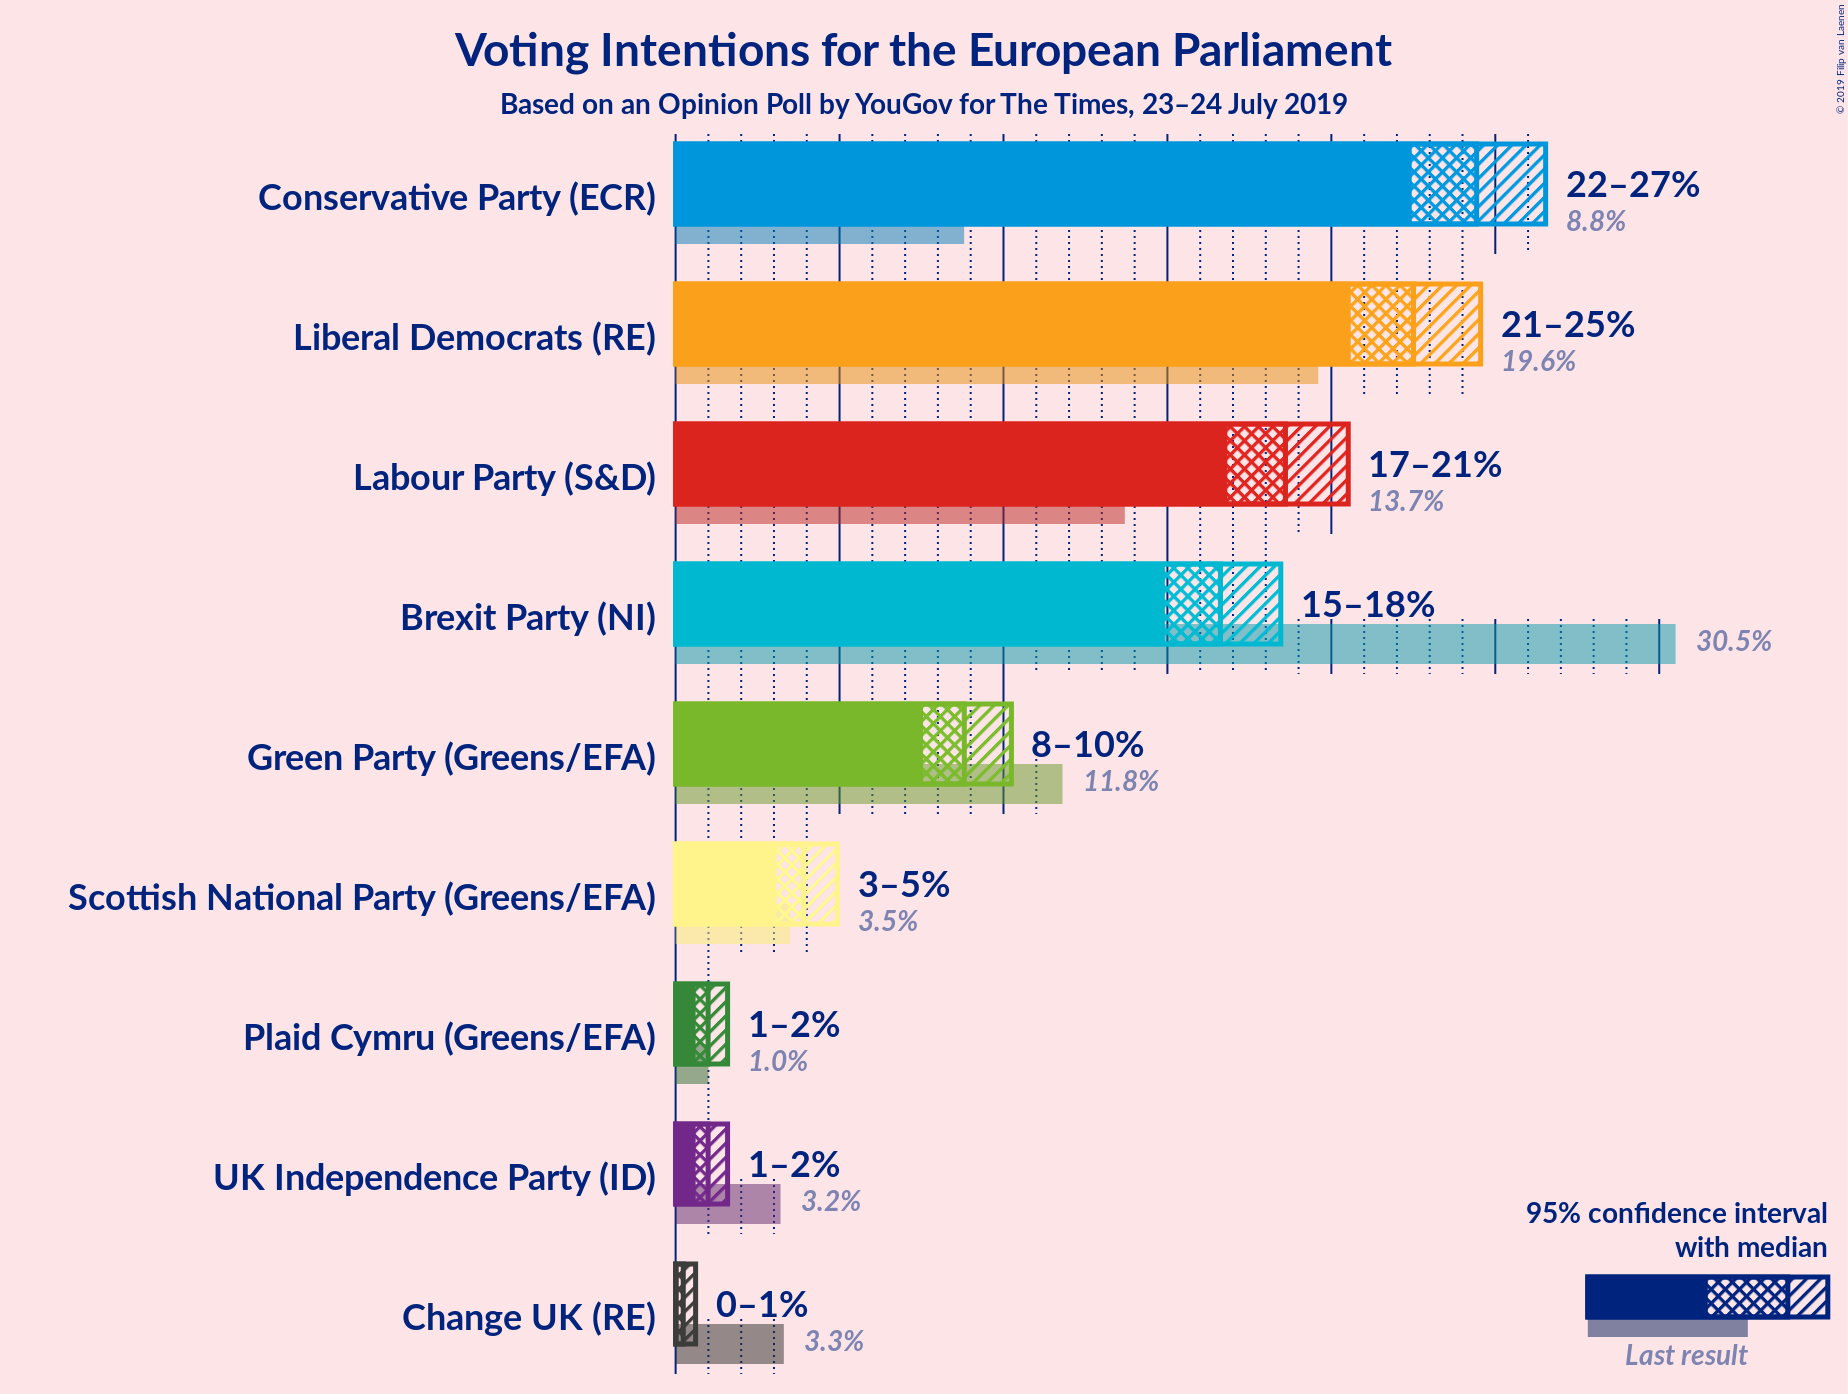 Voting Intentions for the European Parliament
Based on an Opinion Poll by YouGov for The Times, 23–24 July 2019
© 2019 Filip van Laenen
Conservative Party (ECR)
22–27%
8.8%
Liberal Democrats (RE)
21–25%
19.6%
Labour Party (S&D)
17–21%
13.7%
Brexit Party (NI)
15–18%
30.5%
Green Party (Greens/EFA)
8–10%
11.8%
Scottish National Party (Greens/EFA)
3–5%
3.5%
Plaid Cymru (Greens/EFA)
1–2%
1.0%
UK Independence Party (ID)
1–2%
3.2%
Change UK (RE)
0–1%
3.3%
95% confidence interval
with median
Last result